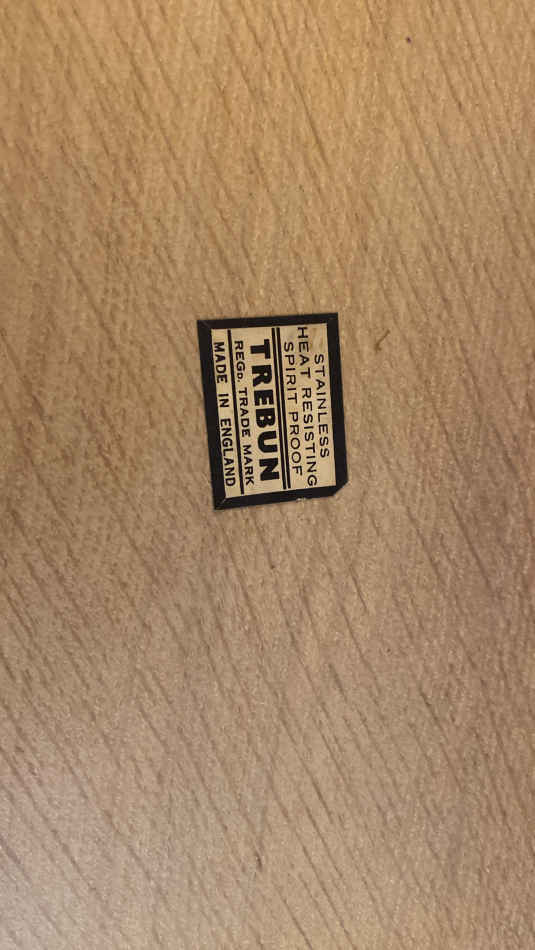 STAINLESS
HEAT RESISTING
SPIRIT PROOF
TREBUN
REGD. TRADE MARK
MADE IN ENGLAND